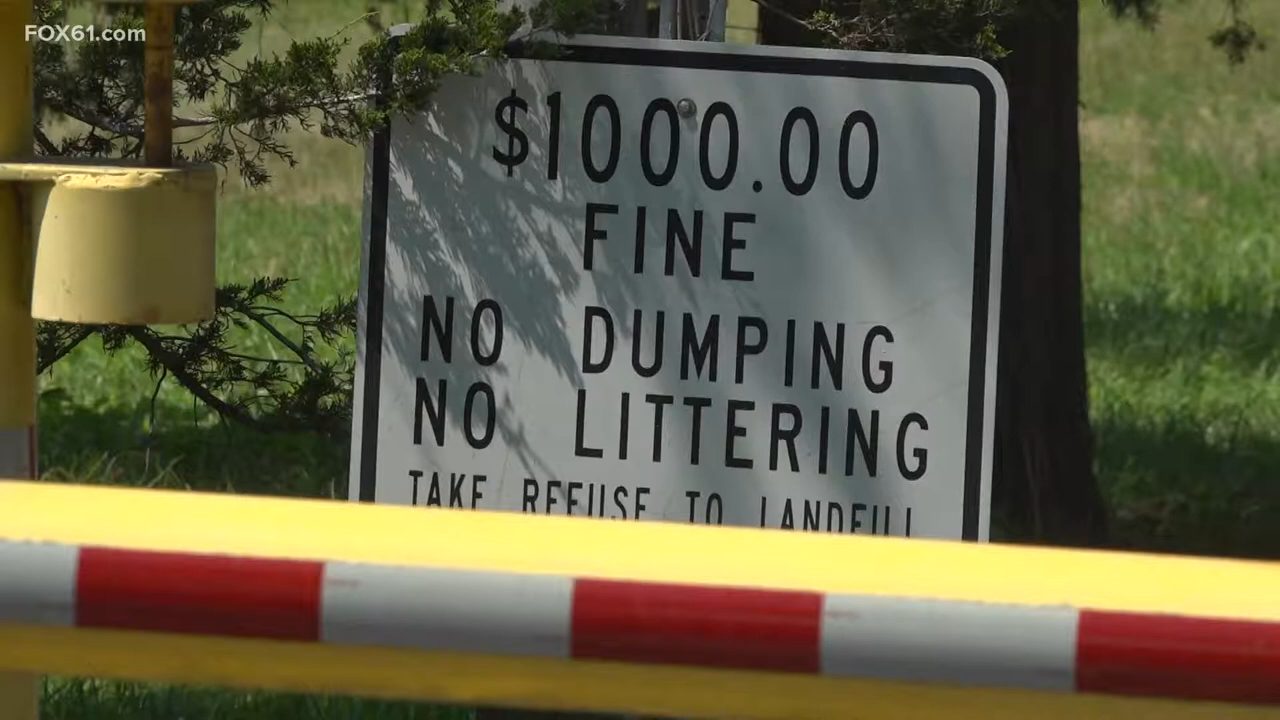 FOX61.com
$1000.00
FINE
NO DUMPING
NO LITTERING
TAKE REFUSE TO LANDFILL